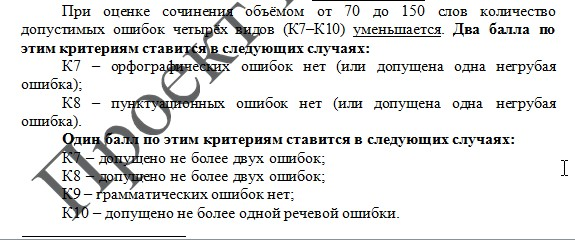 При оценке сочинения объёмом от 70 до 150 слов количество
допустимых ошибок четырёх видов (К7–К10) уменьшается. Два балла по
этим критериям ставится в следующих случаях:
К7 – орфографических ошибок нет (или допущена одна негрубая
ошибка);
К8 – пунктуационных ошибок нет (или допущена одна негрубая
ошибка).
Один балл по этим критериям ставится в следующих случаях:
К7 – допущено не более двух ошибок;
К8 – допущено не более двух ошибок;
К9 – грамматических ошибок нет;
К10 – допущено не более одной речевой ошибки.
Проект